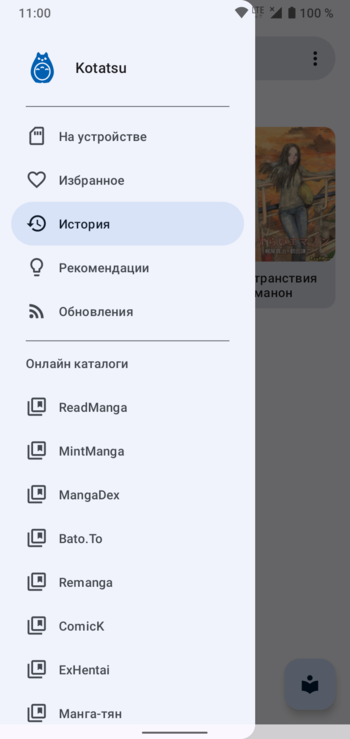 11:00
LTE
100 %
Kotatsu
На устройстве
Избранное
История
Рекомендации
Обновления
Онлайн каталоги
ReadManga
MintManga
MangaDex
Bato.To
Remanga
ComicK
ExHentai
Манга-тян
транствия
манон